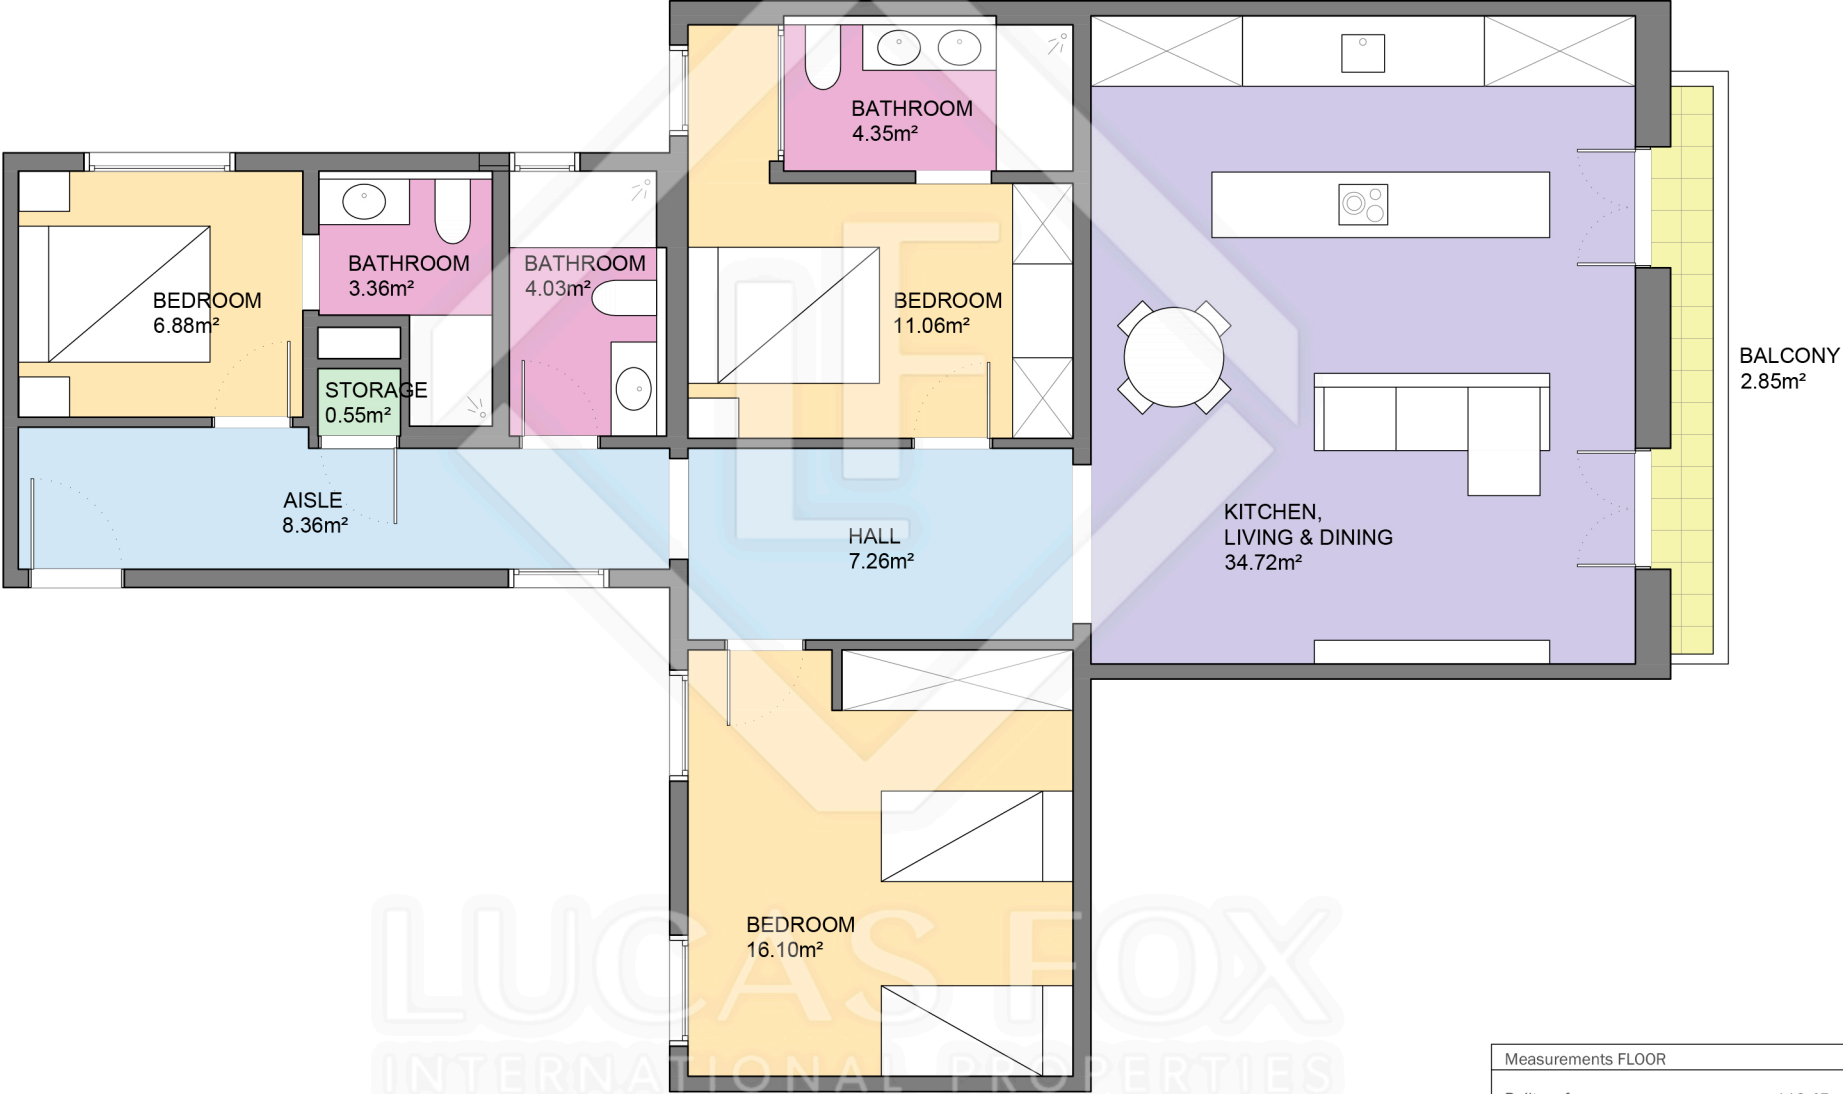 BATHROOM
4.35m²
BATHROOM
3.36m²
BATHROOM
4.03m²
BEDROOM
6.88m²
BEDROOM
11.06m²
BALCONY
2.85m²
STORAGE
0.55m²
AISLE
8.36m²
HALL
7.26m²
KITCHEN,
LIVING & DINING
34.72m²
BEDROOM
16.10m²
LF
LUCAS FOX
INTERNATIONAL PROPERTIES
Measurements FLOOR